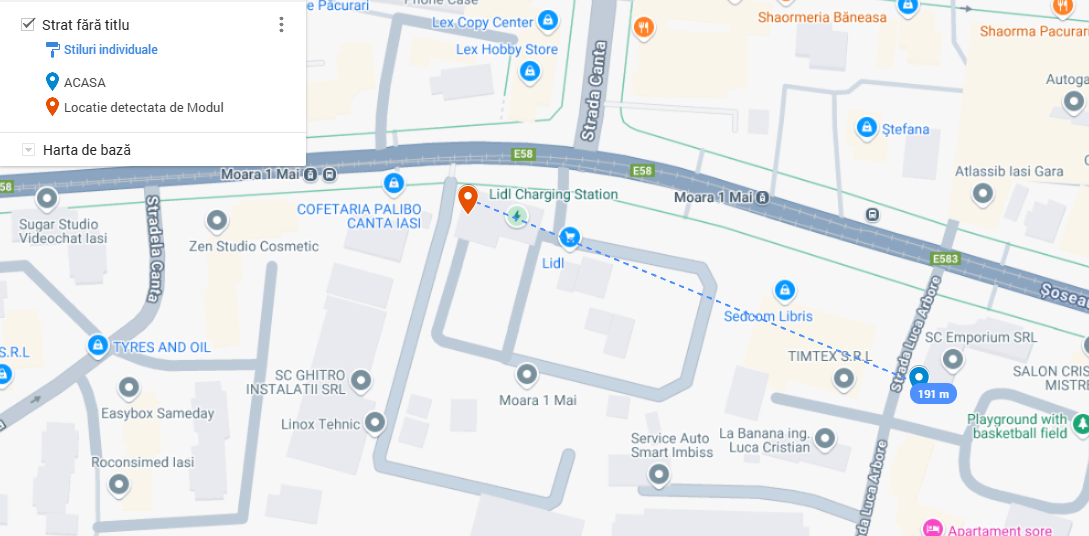 Strat fără titlu
Stiluri individuale
ACASA
Locatie detectata de Modul
Harta de bază
Păcurari
Phone Case
Lex Copy Center
Lex Hobby Store
Strada Canta
Shaormeria Băneasa
Shaorma Pacurari
Autoga
Ștefana
Atlassib Iasi Gara
E58
E58
58
Moara 1 Mai
Moara 1 Mai
E583
Șoseal
Lidl Charging Station
COFETARIA PALIBO
CANTA IASI
Sugar Studio
Videochat Iasi
Stradela Canta
Zen Studio Cosmetic
Lidl
Sedcom Libris
Strada Luca Arbore
SC Emporium SRL
TIMTEX S.R.L
SALON CRIS
MISTRE
191 m
S.R.L
TYRES AND OIL
SC GHITRO
INSTALATII SRL
Moara 1 Mai
Easybox Sameday
Linox Tehnic
Playground with
basketball field
Service Auto
Smart Imbiss
La Banana ing.
Luca Cristian
Roconsimed Iasi
da Luca Arbore
Apartament sore